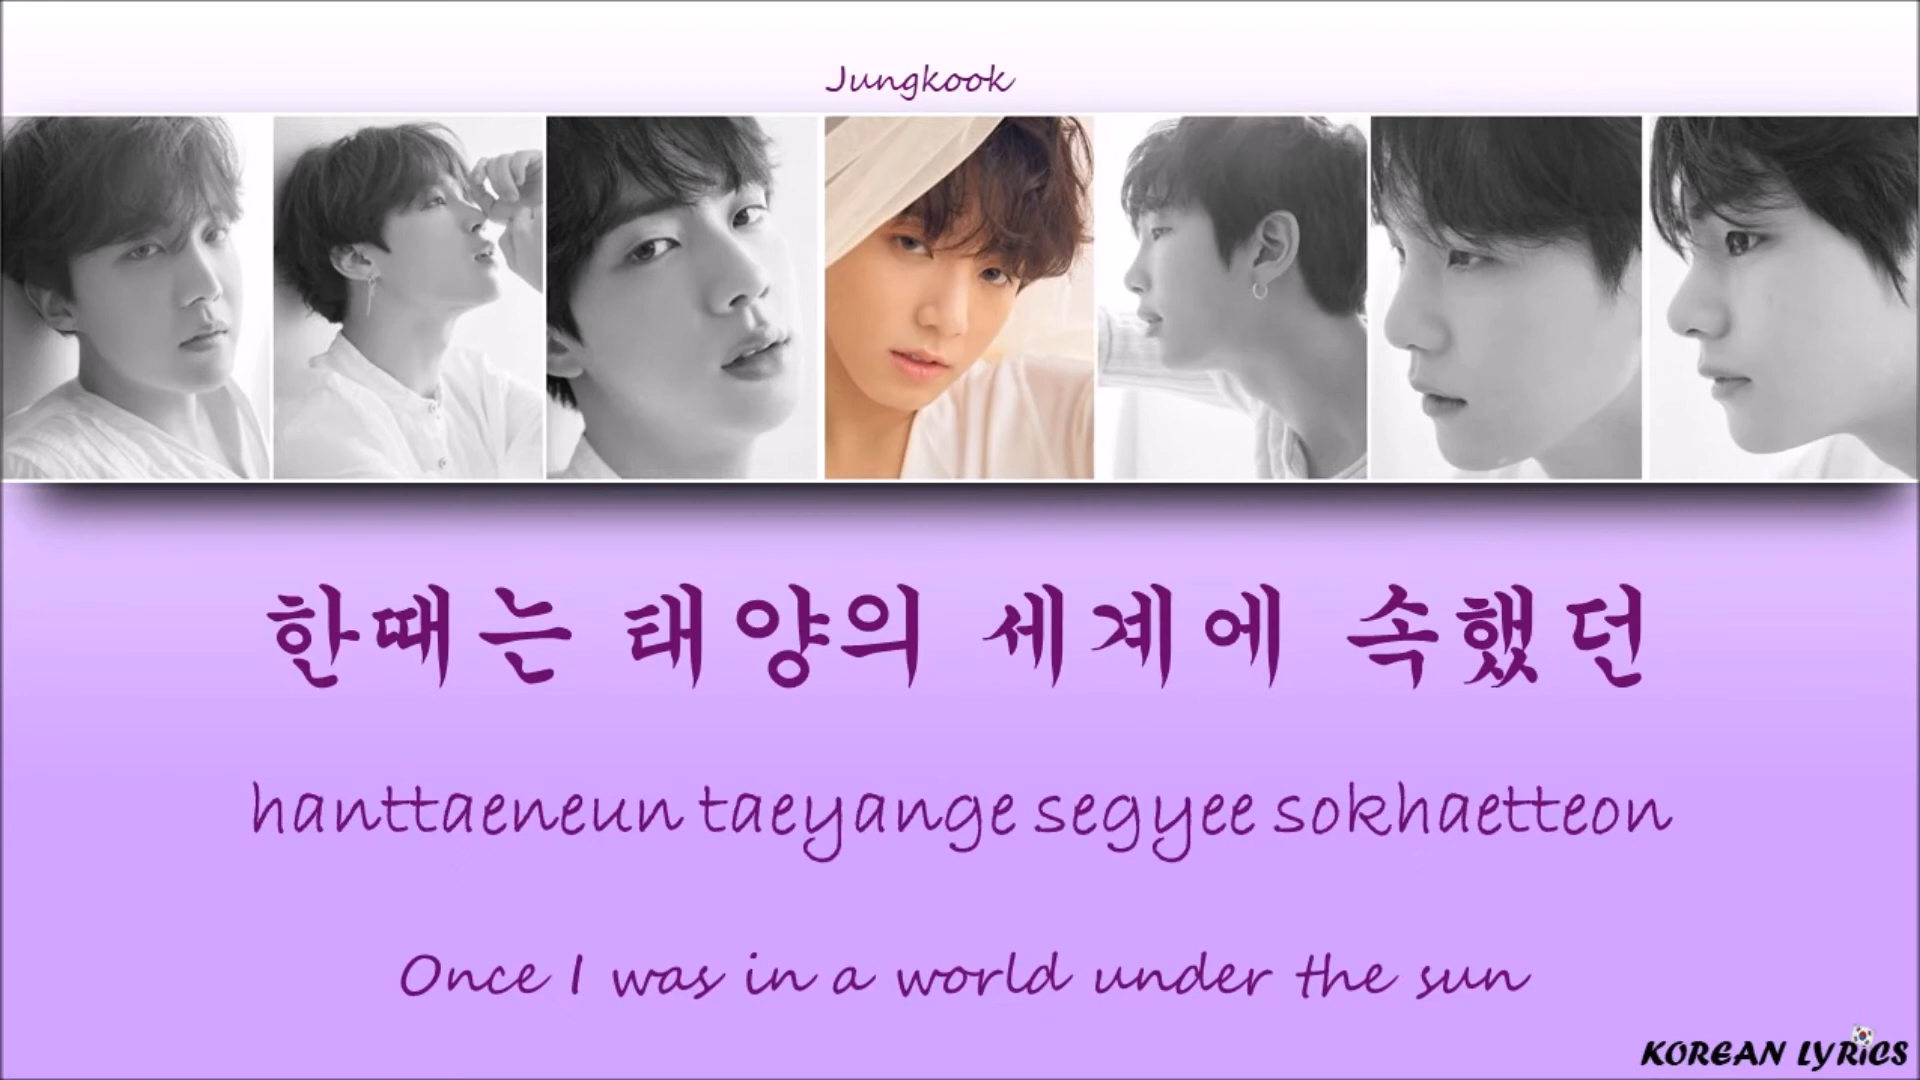 Jungkook
한때는 태양의 세계에 속했던
hanttaeneun taeyange segyee sokhaetteon
Once I was in a world under the sun
KOREAN LYRiCS